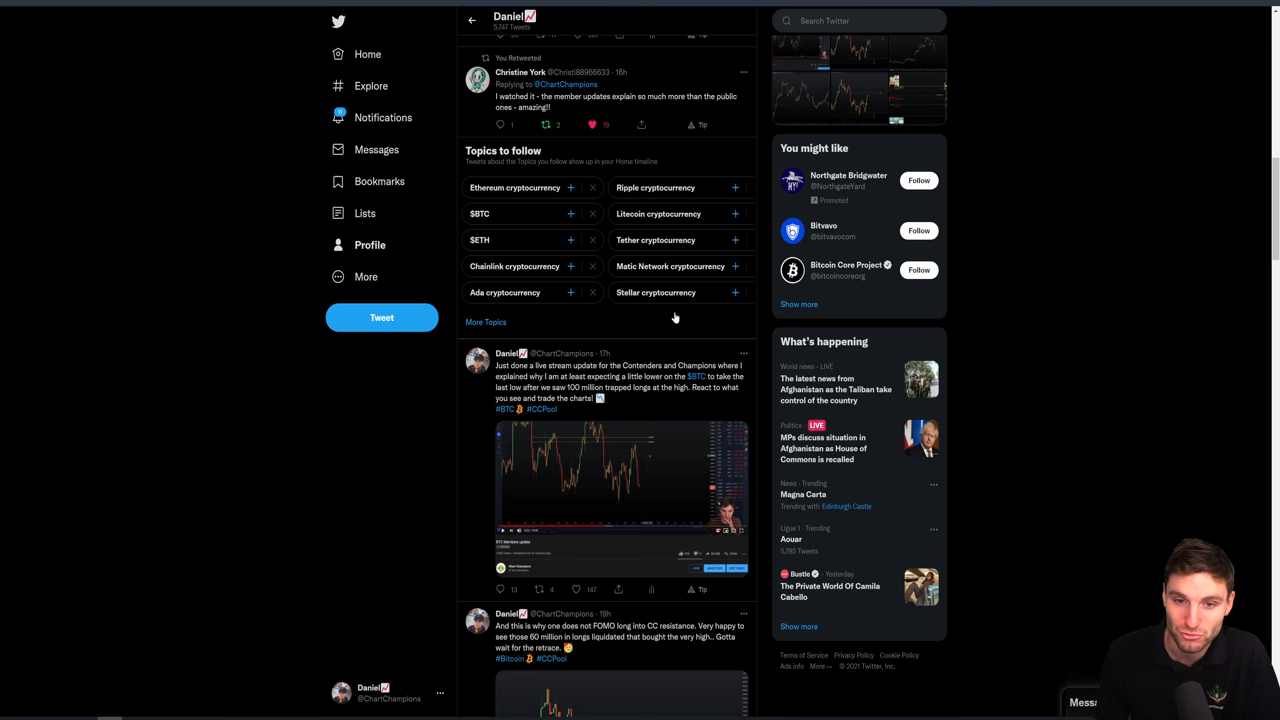 Daniel📈
5,747 Tweets
Search Twitter
Home
Explore
11
Notifications
Messages
Bookmarks
Lists
Profile
More
Tweet
Daniel📈
@ChartChampions
Tip
You Retweeted
Christine York @Christi88966633 · 16h
Replying to @ChartChampions
I watched it - the member updates explain so much more than the public
ones - amazing!!
1 2 19 Tip
Topics to follow
Tweets about the Topics you follow show up in your Home timeline
Ethereum cryptocurrency
Ripple cryptocurrency
$BTC
Litecoin cryptocurrency
$ETH
Tether cryptocurrency
Chainlink cryptocurrency
Matic Network cryptocurrency
Ada cryptocurrency
Stellar cryptocurrency
More Topics
Daniel📈 @ChartChampions · 17h
Just done a live stream update for the Contenders and Champions where I
explained why I am at least expecting a little lower on the $BTC to take the
last low after we saw 100 million trapped longs at the high. React to what
you see and trade the charts! 📉
#BTC #CCPool
BTC Members update
Chart Champions
13 4 147 Tip
Daniel📈 @ChartChampions · 19h
And this is why one does not FOMO long into CC resistance. Very happy to
see those 60 million in longs liquidated that bought the very high.. Gotta
wait for the retrace.
#Bitcoin #CCPool
You might like
Northgate Bridgwater
@NorthgateYard
Promoted
Follow
Bitvavo
@bitvavocom
Follow
Bitcoin Core Project
@bitcoincoreorg
Follow
Show more
What's happening
World news · LIVE
The latest news from
Afghanistan as the Taliban take
control of the country
Politics · LIVE
MPs discuss situation in
Afghanistan as House of
Commons is recalled
News · Trending
Magna Carta
Trending with Edinburgh Castle
Ligue 1 · Trending
Aouar
5,785 Tweets
Bustle · Yesterday
The Private World Of Camila
Cabello
Show more
Terms of Service Privacy Policy Cookie Policy
Ads info More ··· © 2021 Twitter, Inc.
Messa